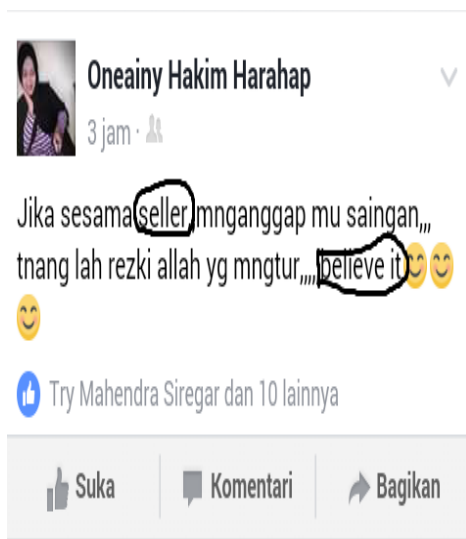 Oneainy Hakim Harahap
3 jam ·
Jika sesama seller, mnganggap mu saingan,,,
tnang lah rezki allah yg mngtur,,,,believe it😊😊
😊
Try Mahendra Siregar dan 10 lainnya
Suka Komentari Bagikan